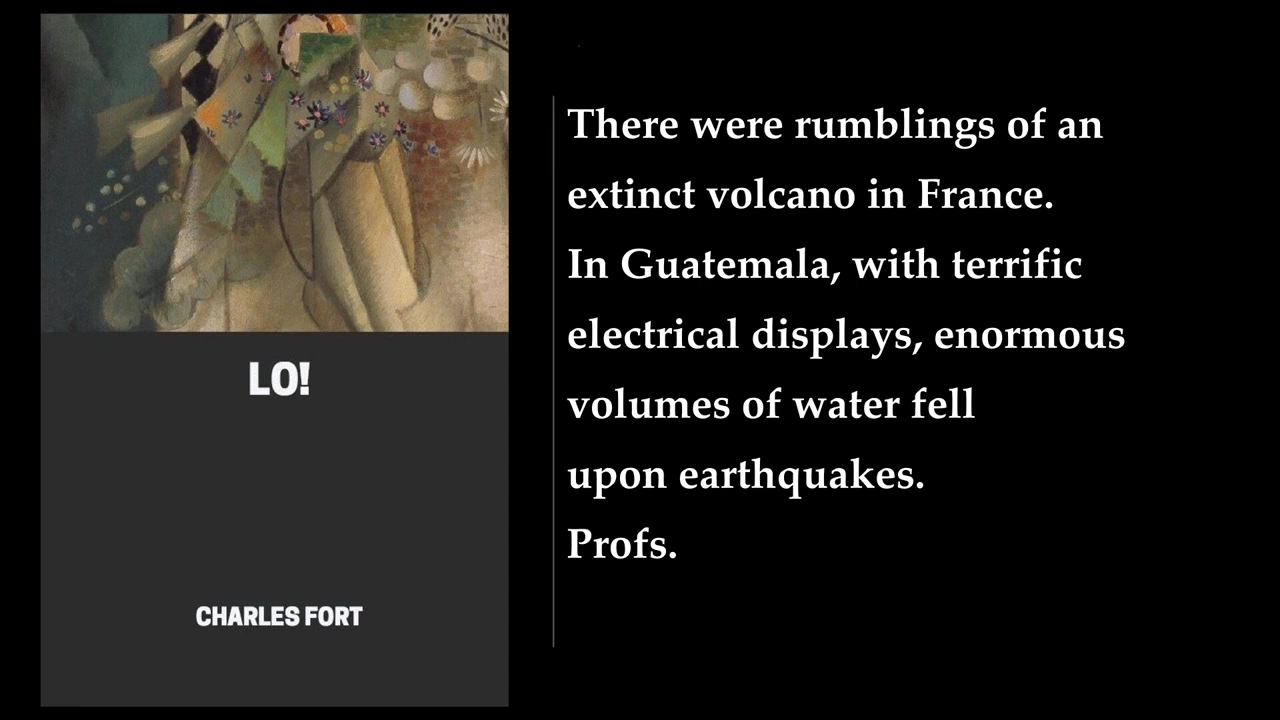 LO!
CHARLES FORT
There were rumblings of an
extinct volcano in France.
In Guatemala, with terrific
electrical displays, enormous
volumes of water fell
upon earthquakes.
Profs.